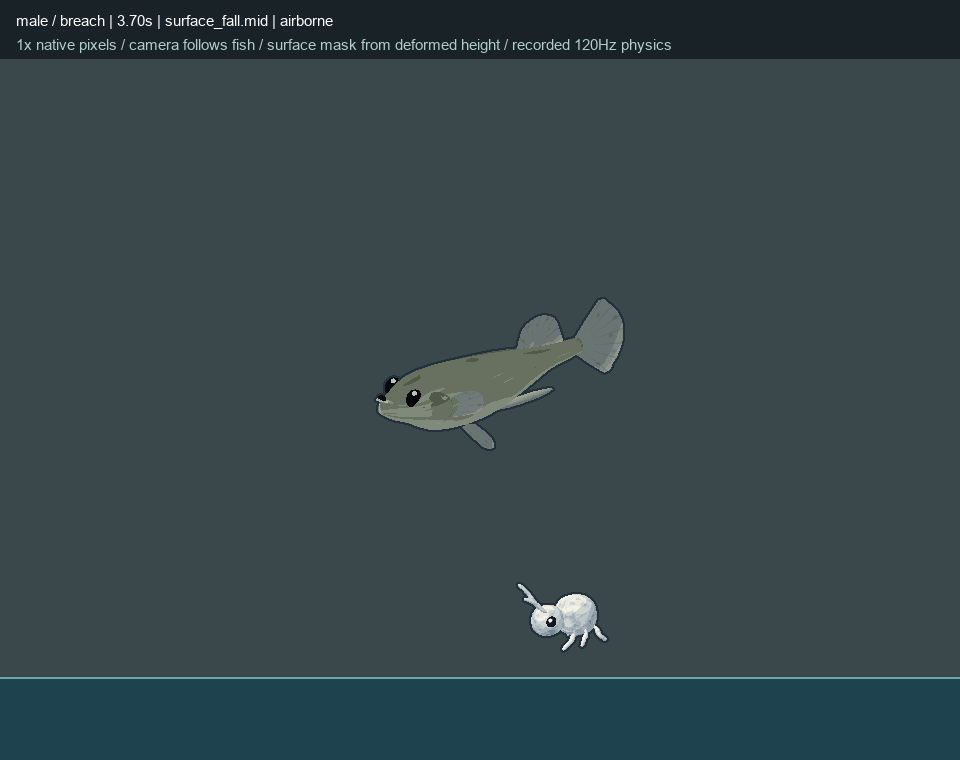 male / breach | 3.70s | surface_fall.mid | airborne
1x native pixels / camera follows fish / surface mask from deformed height / recorded 120Hz physics